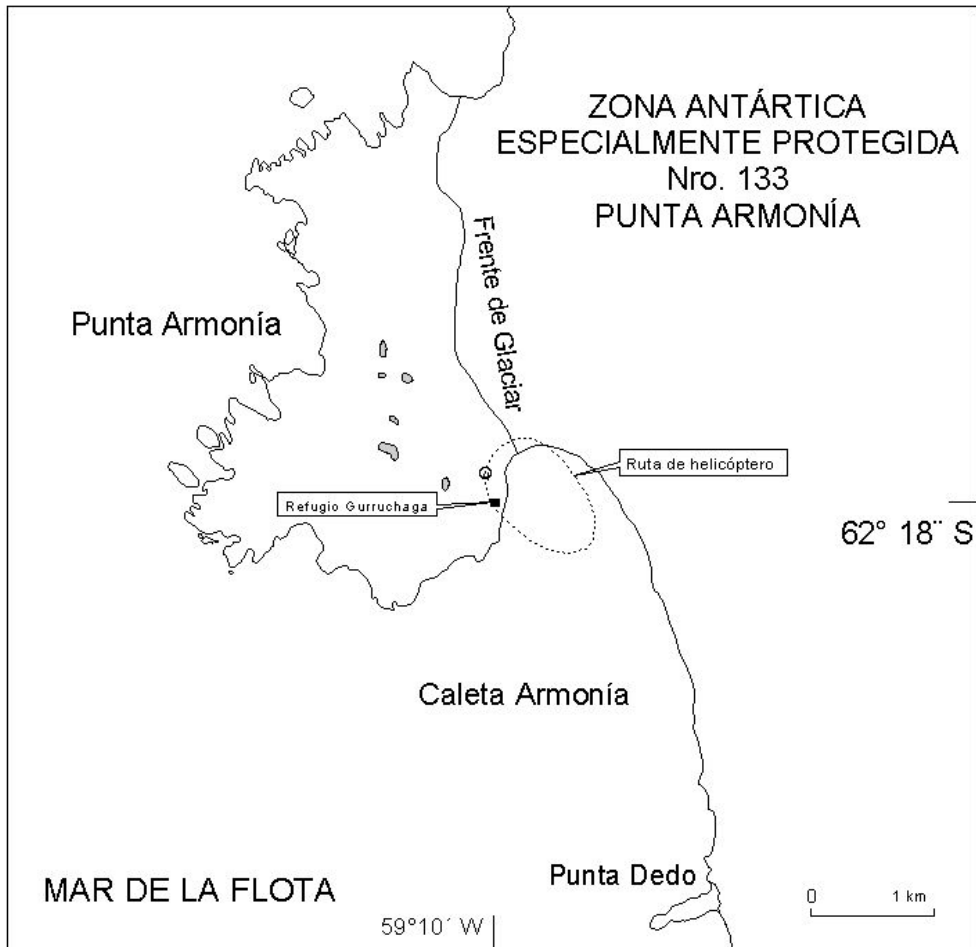 ZONA ANTÁRTICA
ESPECIALMENTE PROTEGIDA
Nro. 133
PUNTA ARMONÍA
Frente de Glaciar
Punta Armonía
Ruta de helicóptero
Refugio Gurruchaga
62° 18¨ S
Caleta Armonía
Punta Dedo
MAR DE LA FLOTA
0 1 km
59°10´ W